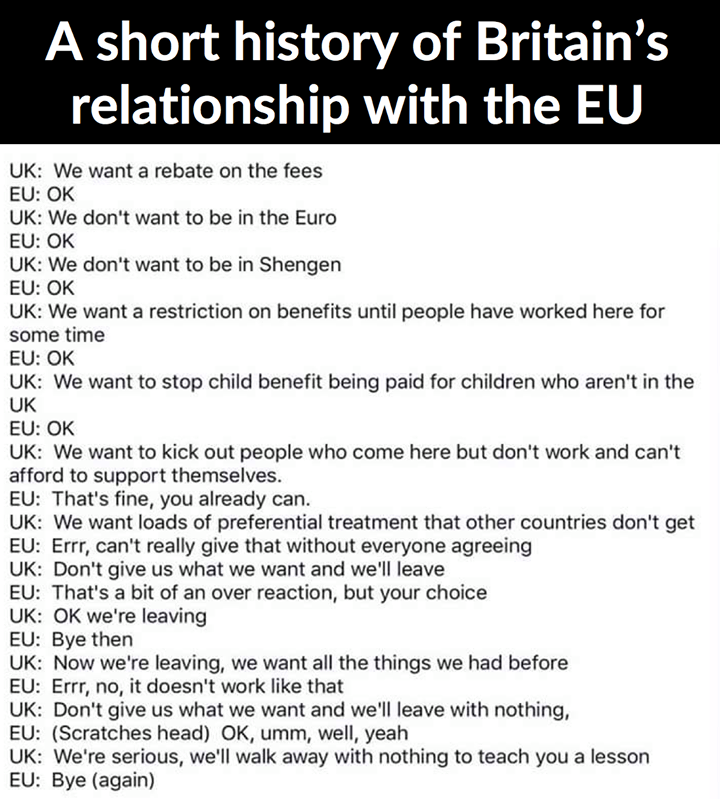 A short history of Britain’s
relationship with the EU
UK:  We want a rebate on the fees
EU: OK
UK: We don't want to be in the Euro
EU: OK
UK: We don't want to be in Shengen
EU: OK
UK: We want a restriction on benefits until people have worked here for
some time
EU: OK
UK:  We want to stop child benefit being paid for children who aren't in the
UK
EU: OK
UK:  We want to kick out people who come here but don't work and can't
afford to support themselves.
EU:  That's fine, you already can.
UK:  We want loads of preferential treatment that other countries don't get
EU:  Errr, can't really give that without everyone agreeing
UK:  Don't give us what we want and we'll leave
EU:  That's a bit of an over reaction, but your choice
UK:  OK we're leaving
EU:  Bye then
UK:  Now we're leaving, we want all the things we had before
EU:  Errr, no, it doesn't work like that
UK:  Don't give us what we want and we'll leave with nothing,
EU:  (Scratches head)  OK, umm, well, yeah
UK:  We're serious, we'll walk away with nothing to teach you a lesson
EU:  Bye (again)